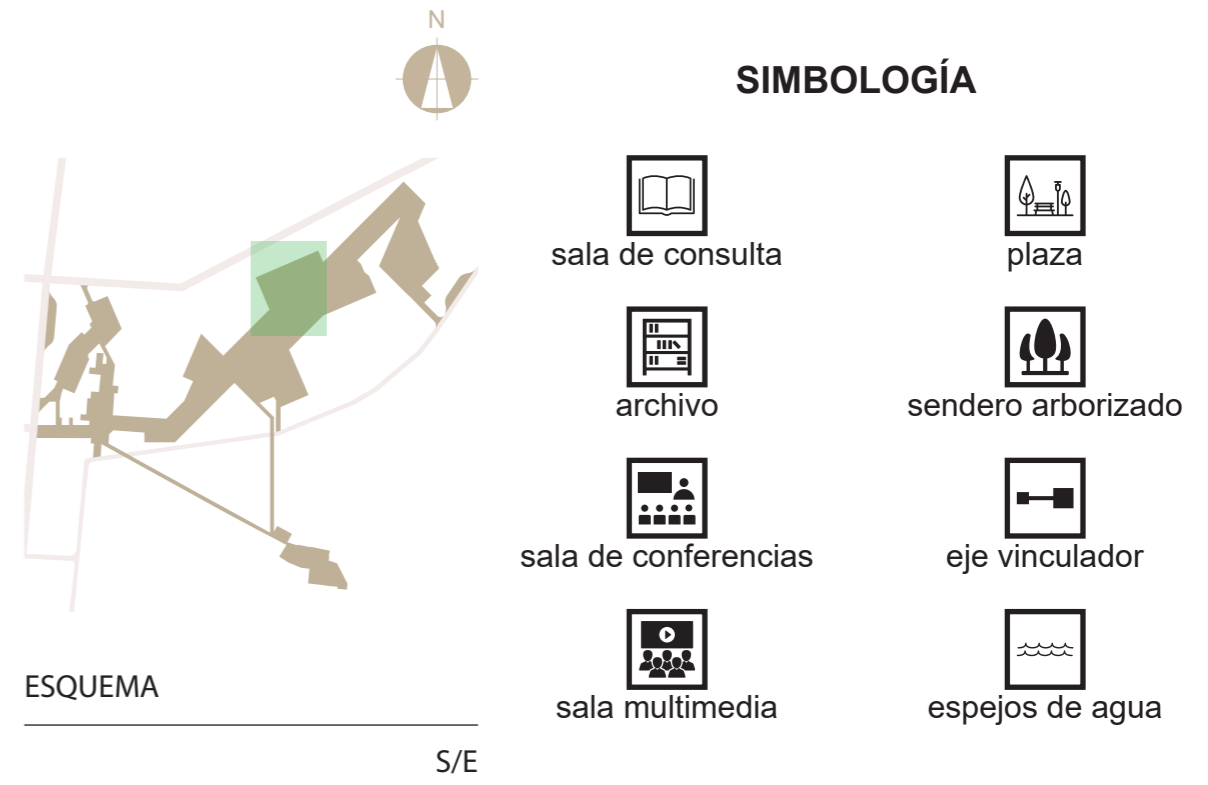 N
SIMBOLOGÍA
sala de consulta
plaza
archivo
sendero arborizado
sala de conferencias
eje vinculador
sala multimedia
espejos de agua
ESQUEMA
S/E